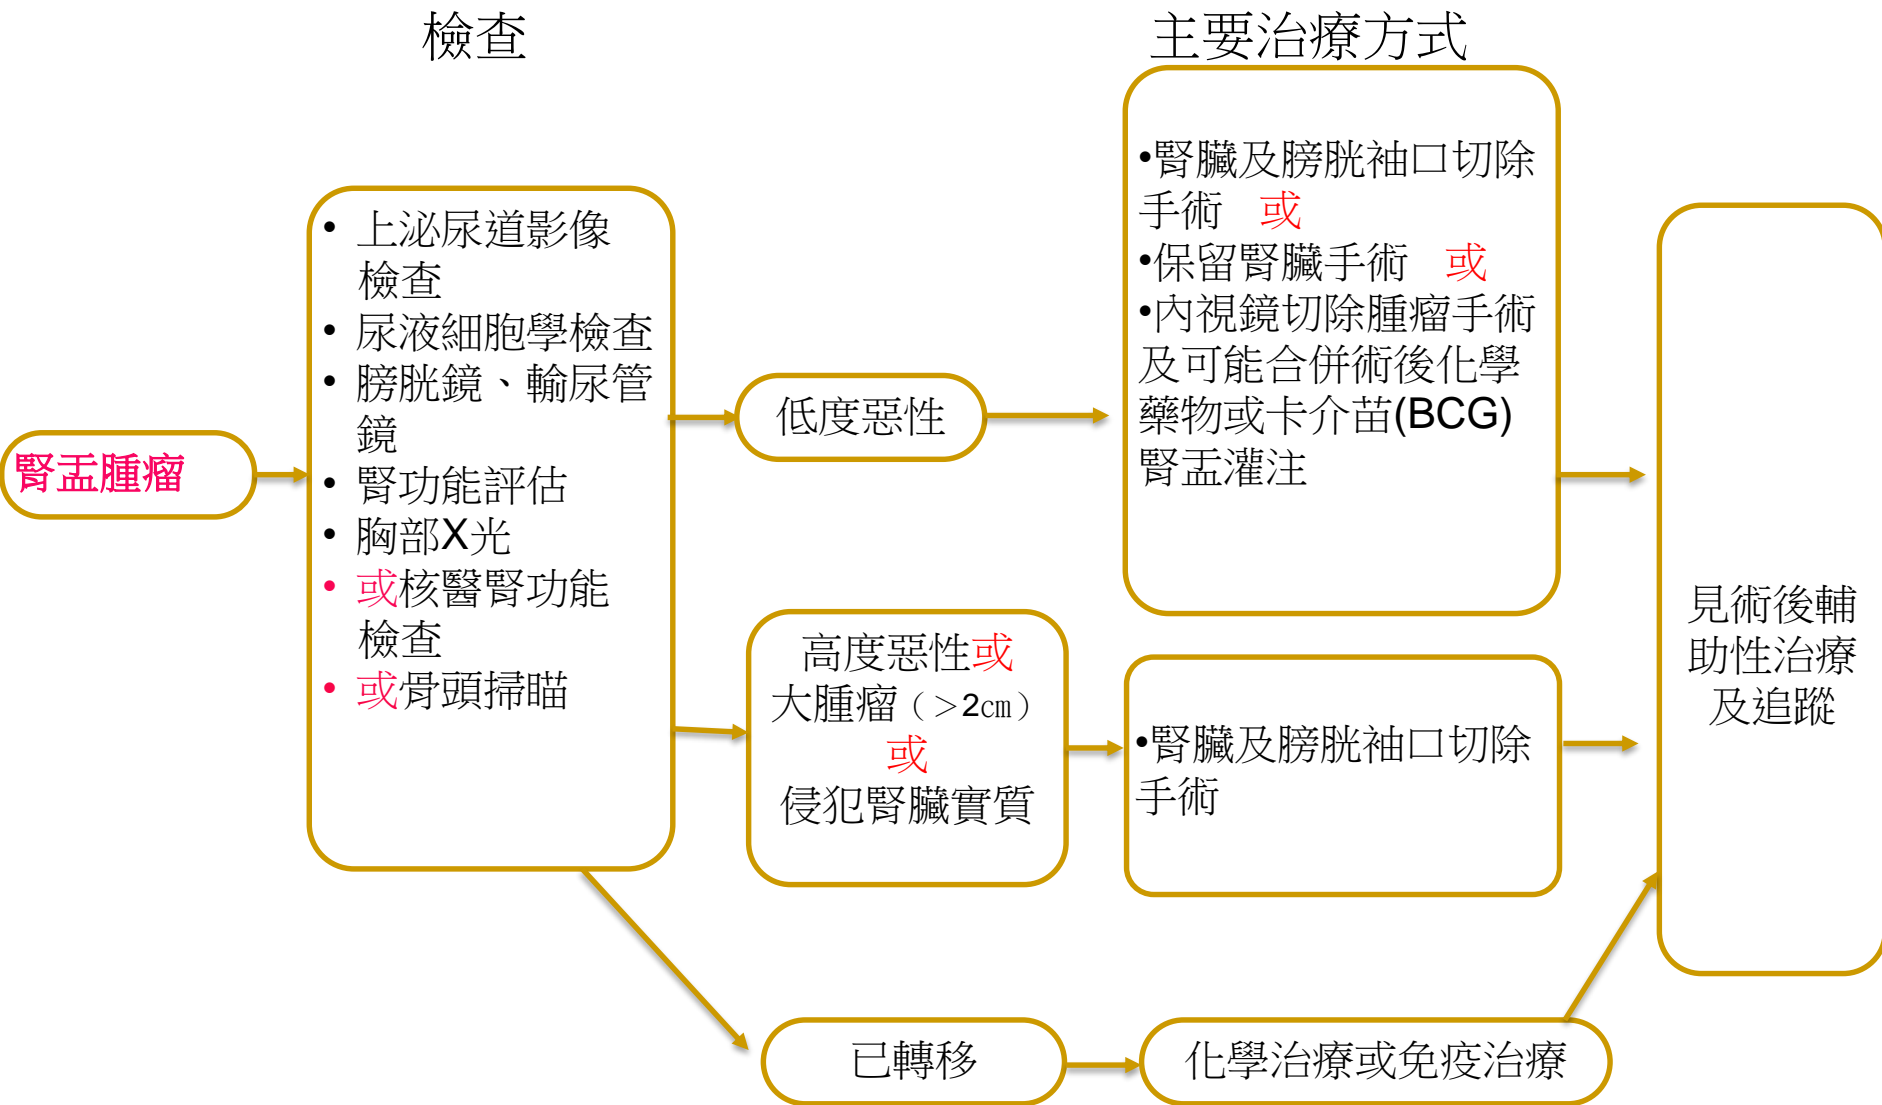 檢查
主要治療方式
腎盂腫瘤
• 上泌尿道影像
檢查
• 尿液細胞學檢查
• 膀胱鏡、輸尿管
鏡
• 腎功能評估
• 胸部X光
• 或核醫腎功能
檢查
• 或骨頭掃瞄
低度惡性
•腎臟及膀胱袖口切除
手術 或
•保留腎臟手術 或
•內視鏡切除腫瘤手術
及可能合併術後化學
藥物或卡介苗(BCG)
腎盂灌注
高度惡性或
大腫瘤（＞2㎝）
或
侵犯腎臟實質
•腎臟及膀胱袖口切除
手術
已轉移
化學治療或免疫治療
見術後輔
助性治療
及追蹤